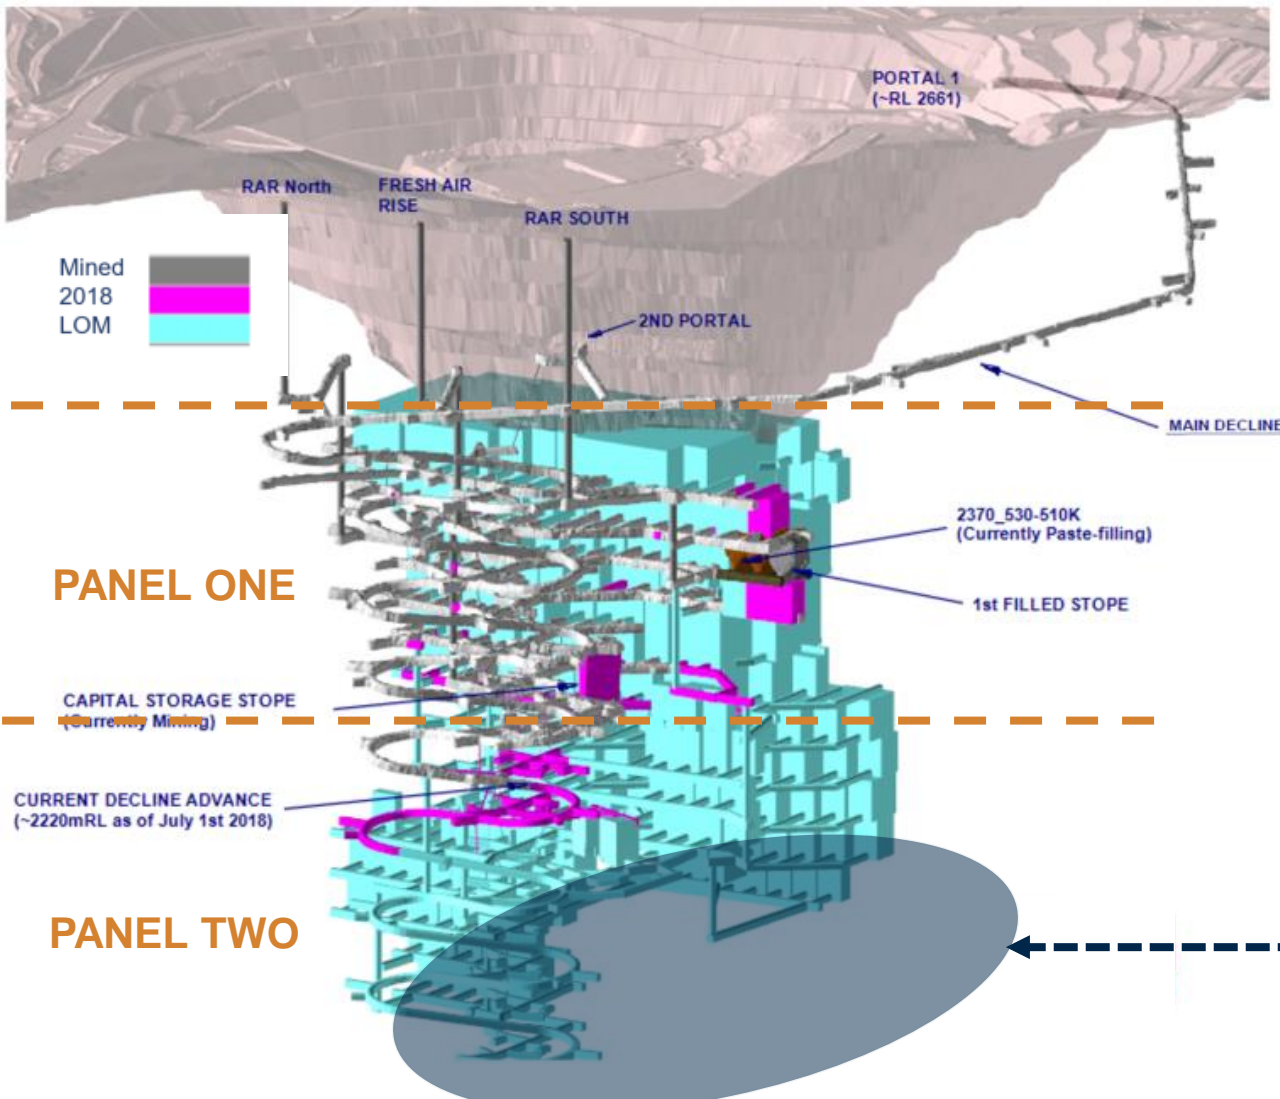 PORTAL 1
(~RL 2661)
RAR North
FRESH AIR
RISE
RAR SOUTH
Mined
2018
LOM
2ND PORTAL
MAIN DECLINE
2370_530-510K
(Currently Paste-filling)
PANEL ONE
1st FILLED STOPE
CAPITAL STORAGE STOPE
(Currently Mining)
CURRENT DECLINE ADVANCE
(~2220mRL as of July 1st 2018)
PANEL TWO